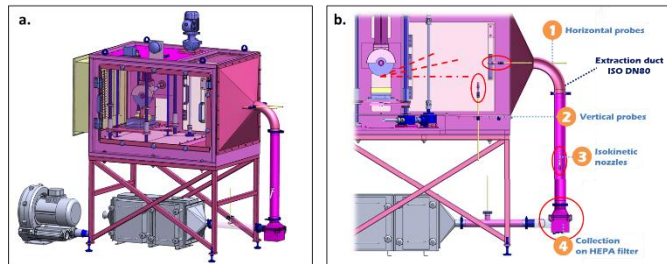 a.
b.
1 Horizontal probes
Extraction duct
ISO DN80
2 Vertical probes
3 Isokinetic
nozzles
4 Collection
on HEPA filter